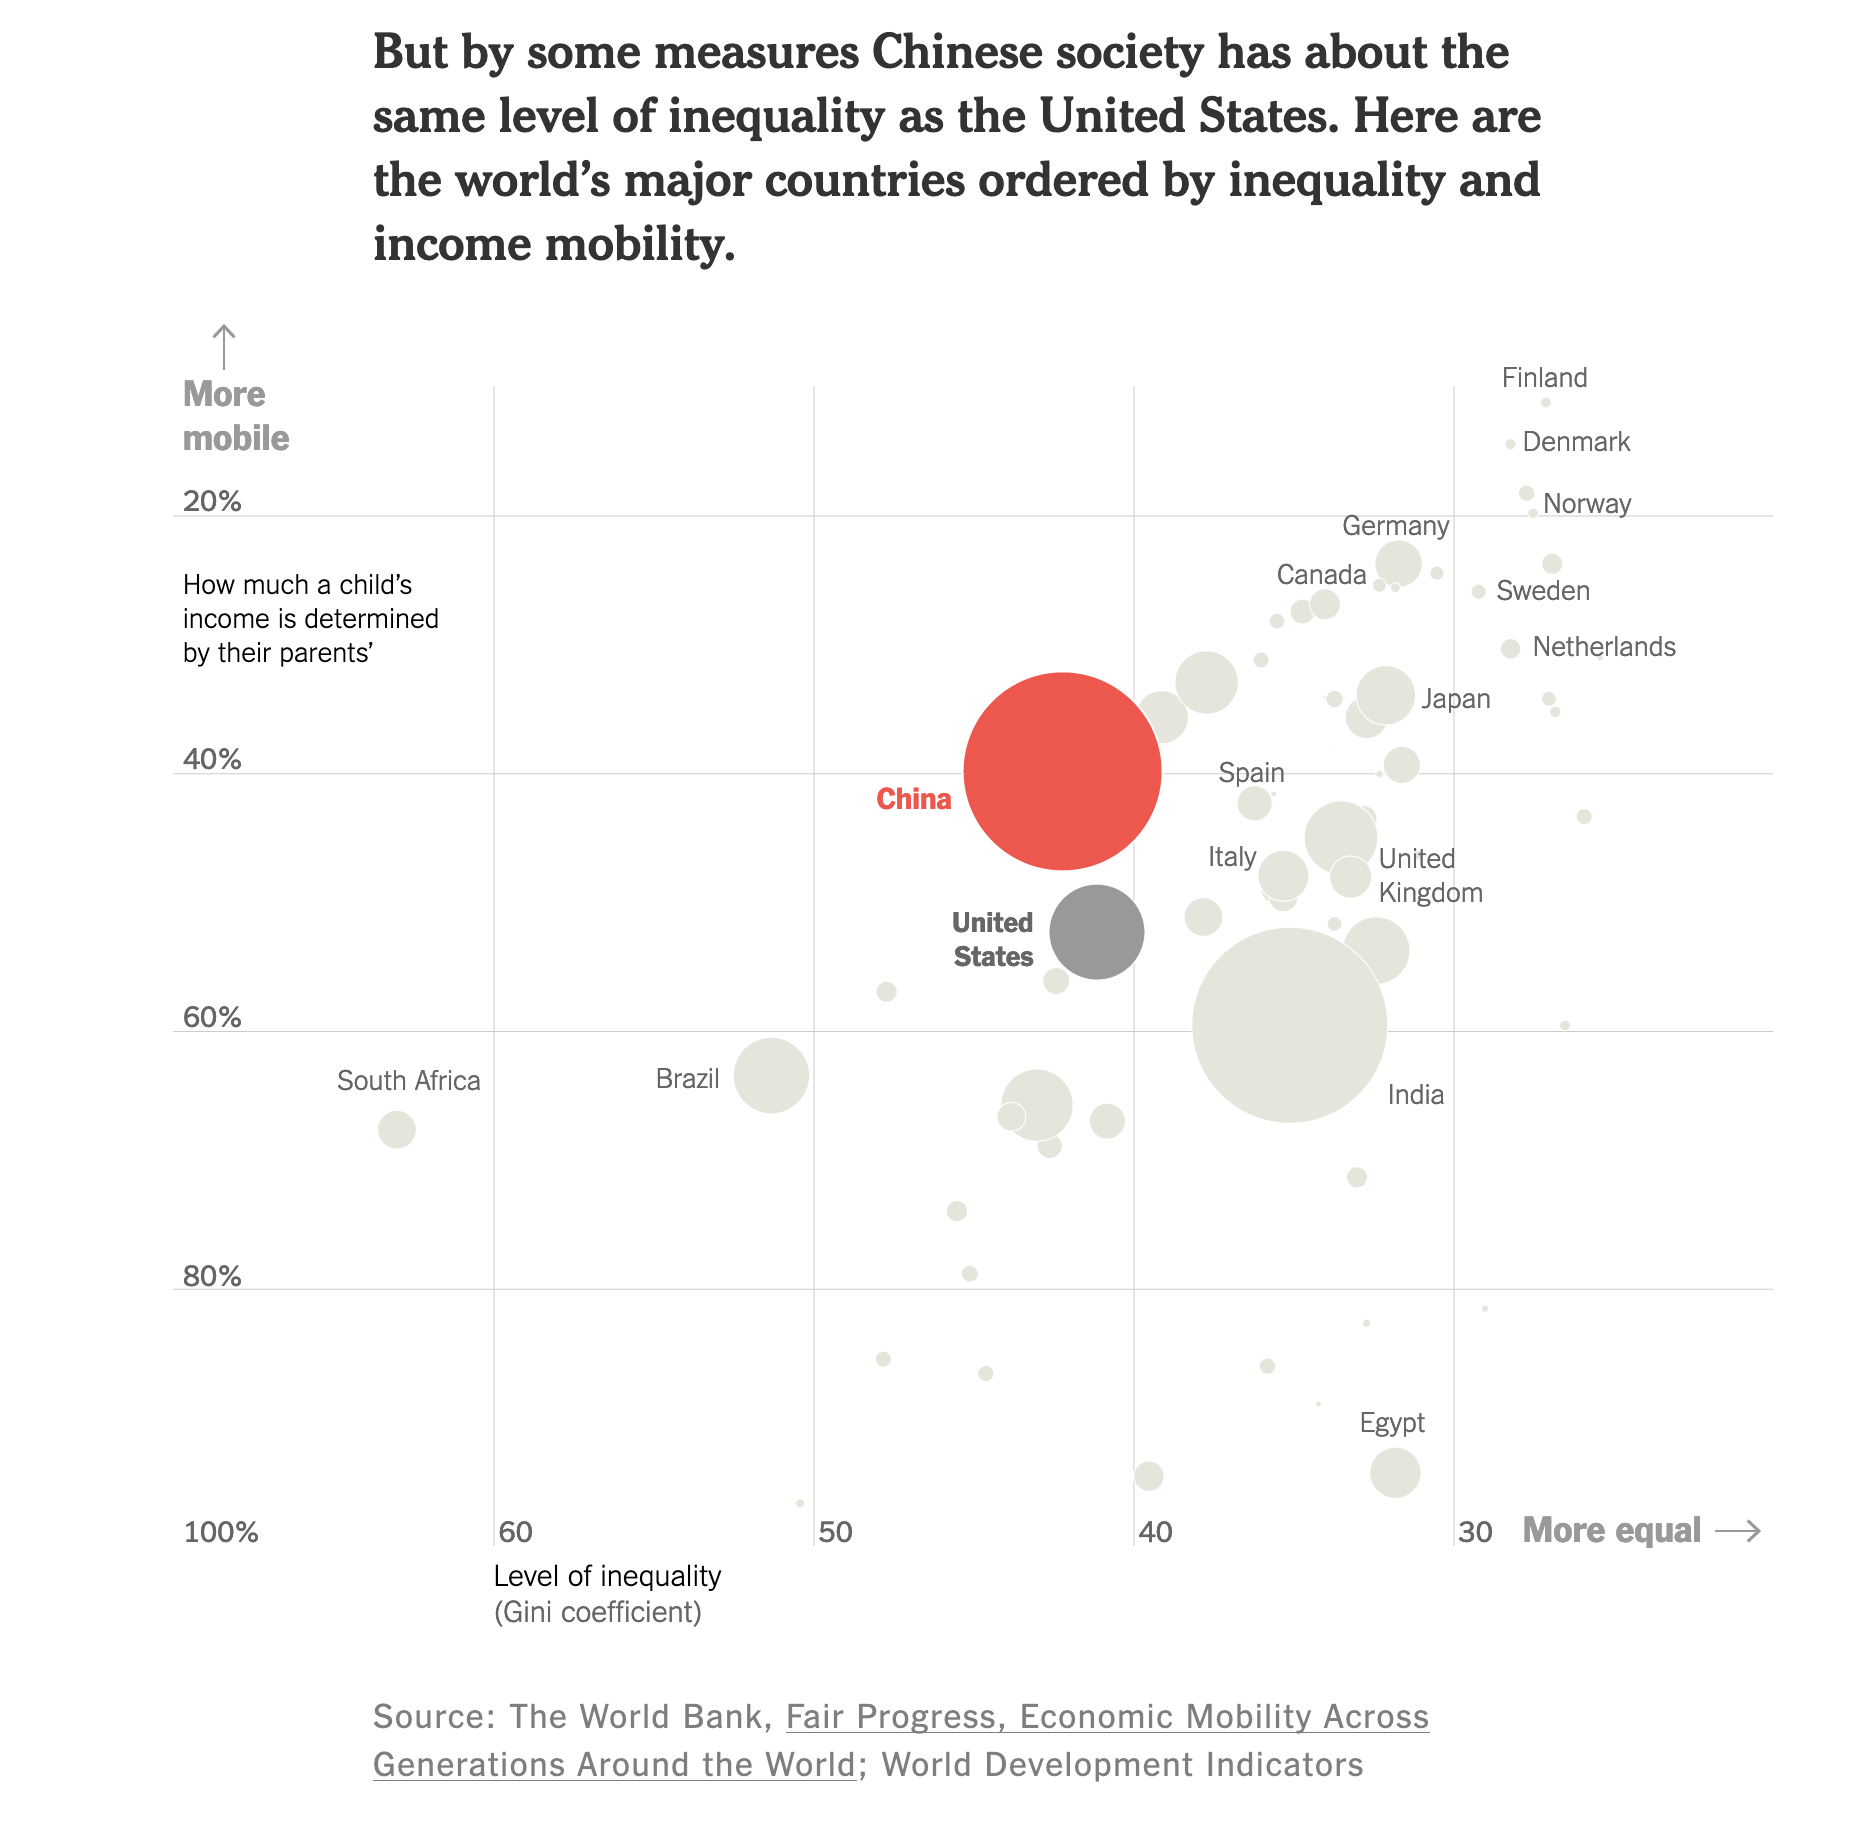 But by some measures Chinese society has about the
same level of inequality as the United States. Here are
the world’s major countries ordered by inequality and
income mobility.
More
mobile
Finland
Denmark
20%
Norway
Germany
How much a child’s
income is determined
by their parents’
Canada
Sweden
Netherlands
Japan
40%
Spain
China
Italy
United
Kingdom
United
States
60%
South Africa
Brazil
India
80%
Egypt
100%
60
50
40
30
More equal
Level of inequality
(Gini coefficient)
Source: The World Bank, Fair Progress, Economic Mobility Across
Generations Around the World; World Development Indicators